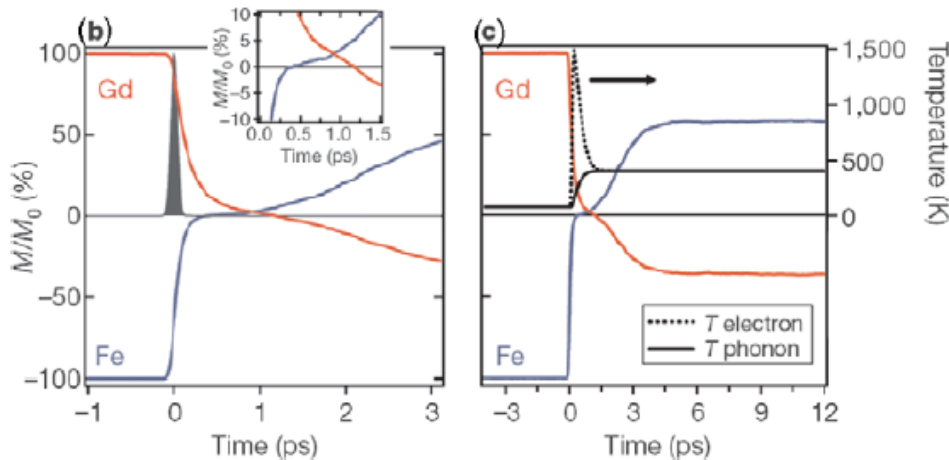 (b)
100
50
0
−50
−100
M/M₀ (%)
Gd
Fe
−1
0
1
2
3
Time (ps)
10
5
0
−5
−10
M/M₀ (%)
0.0
0.5
1.0
1.5
Time (ps)
(c)
Gd
Fe
1,500
1,000
500
0
Temperature (K)
T electron
T phonon
−3
0
3
6
9
12
Time (ps)